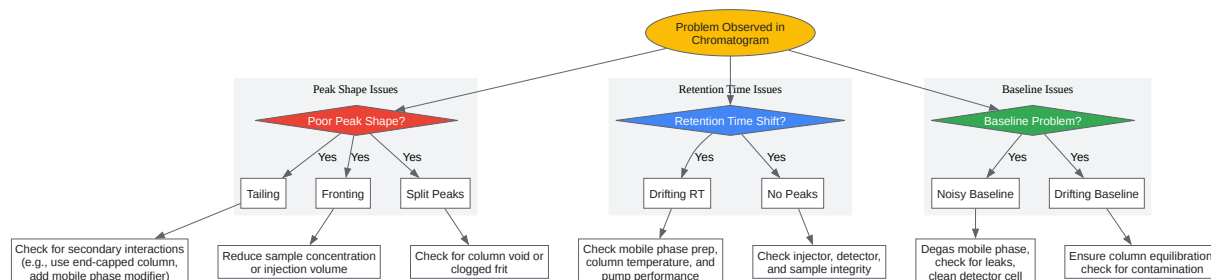 Problem Observed in
Chromatogram
Peak Shape Issues
Retention Time Issues
Baseline Issues
Poor Peak Shape?
Retention Time Shift?
Baseline Problem?
Yes
Yes
Yes
Yes
Yes
Yes
Yes
Tailing
Fronting
Split Peaks
Drifting RT
No Peaks
Noisy Baseline
Drifting Baseline
Check for secondary interactions
(e.g., use end-capped column,
add mobile phase modifier)
Reduce sample concentration
or injection volume
Check for column void or
clogged frit
Check mobile phase prep,
column temperature, and
pump performance
Check injector, detector,
and sample integrity
Degas mobile phase,
check for leaks,
clean detector cell
Ensure column equilibration
check for contamination